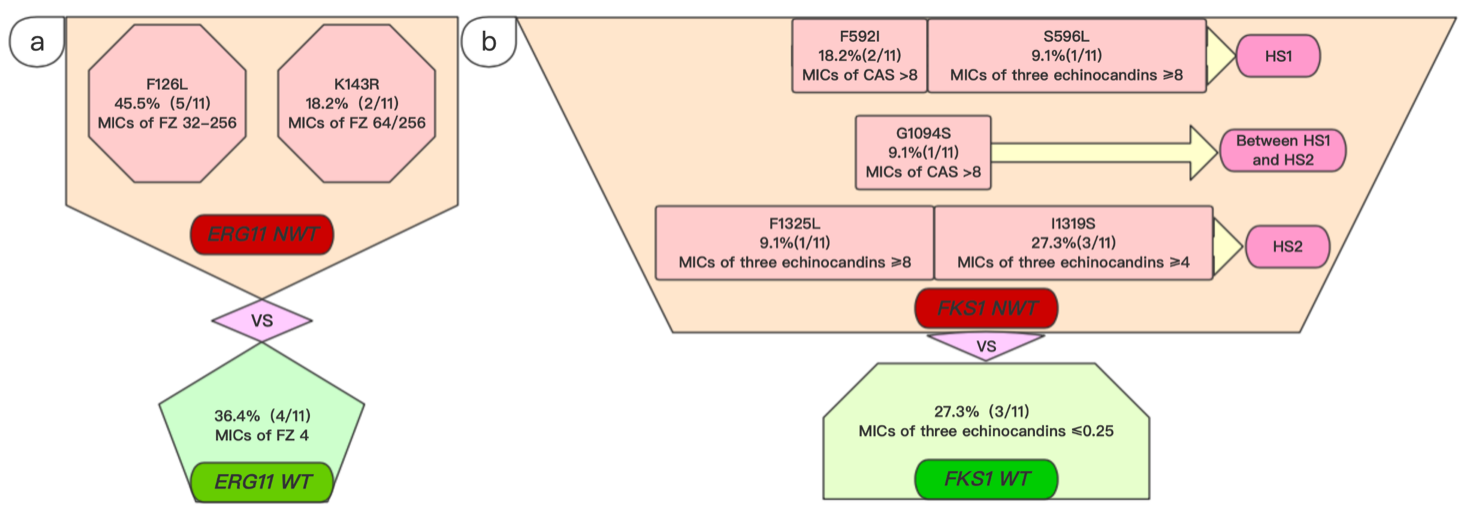 a
F126L
45.5%（5/11)
MICs of FZ 32–256
K143R
18.2%（2/11)
MICs of FZ 64/256
ERG11 NWT
VS
36.4%（4/11)
MICs of FZ 4
ERG11 WT
b
F592I
18.2%(2/11)
MICs of CAS >8
S596L
9.1%(1/11)
MICs of three echinocandins ⩾8
HS1
G1094S
9.1%(1/11)
MICs of CAS >8
Between HS1
and HS2
F1325L
9.1%(1/11)
MICs of three echinocandins ⩾8
I1319S
27.3%(3/11)
MICs of three echinocandins ⩾4
HS2
FKS1 NWT
VS
27.3%（3/11)
MICs of three echinocandins ⩽0.25
FKS1 WT